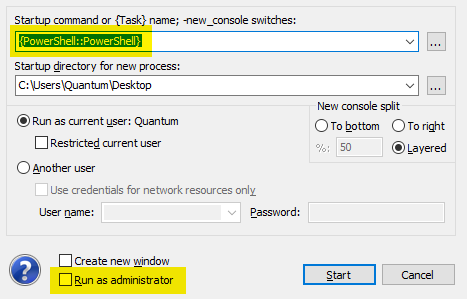 Startup command or {Task} name; -new_console switches:
{PowerShell::PowerShell}
...
Startup directory for new process:
C:\Users\Quantum\Desktop
...
Run as current user: Quantum
Restricted current user
Another user
Use credentials for network resources only
User name:
Password:
New console split
To bottom
To right
%:
50
Layered
Create new window
Run as administrator
Start
Cancel